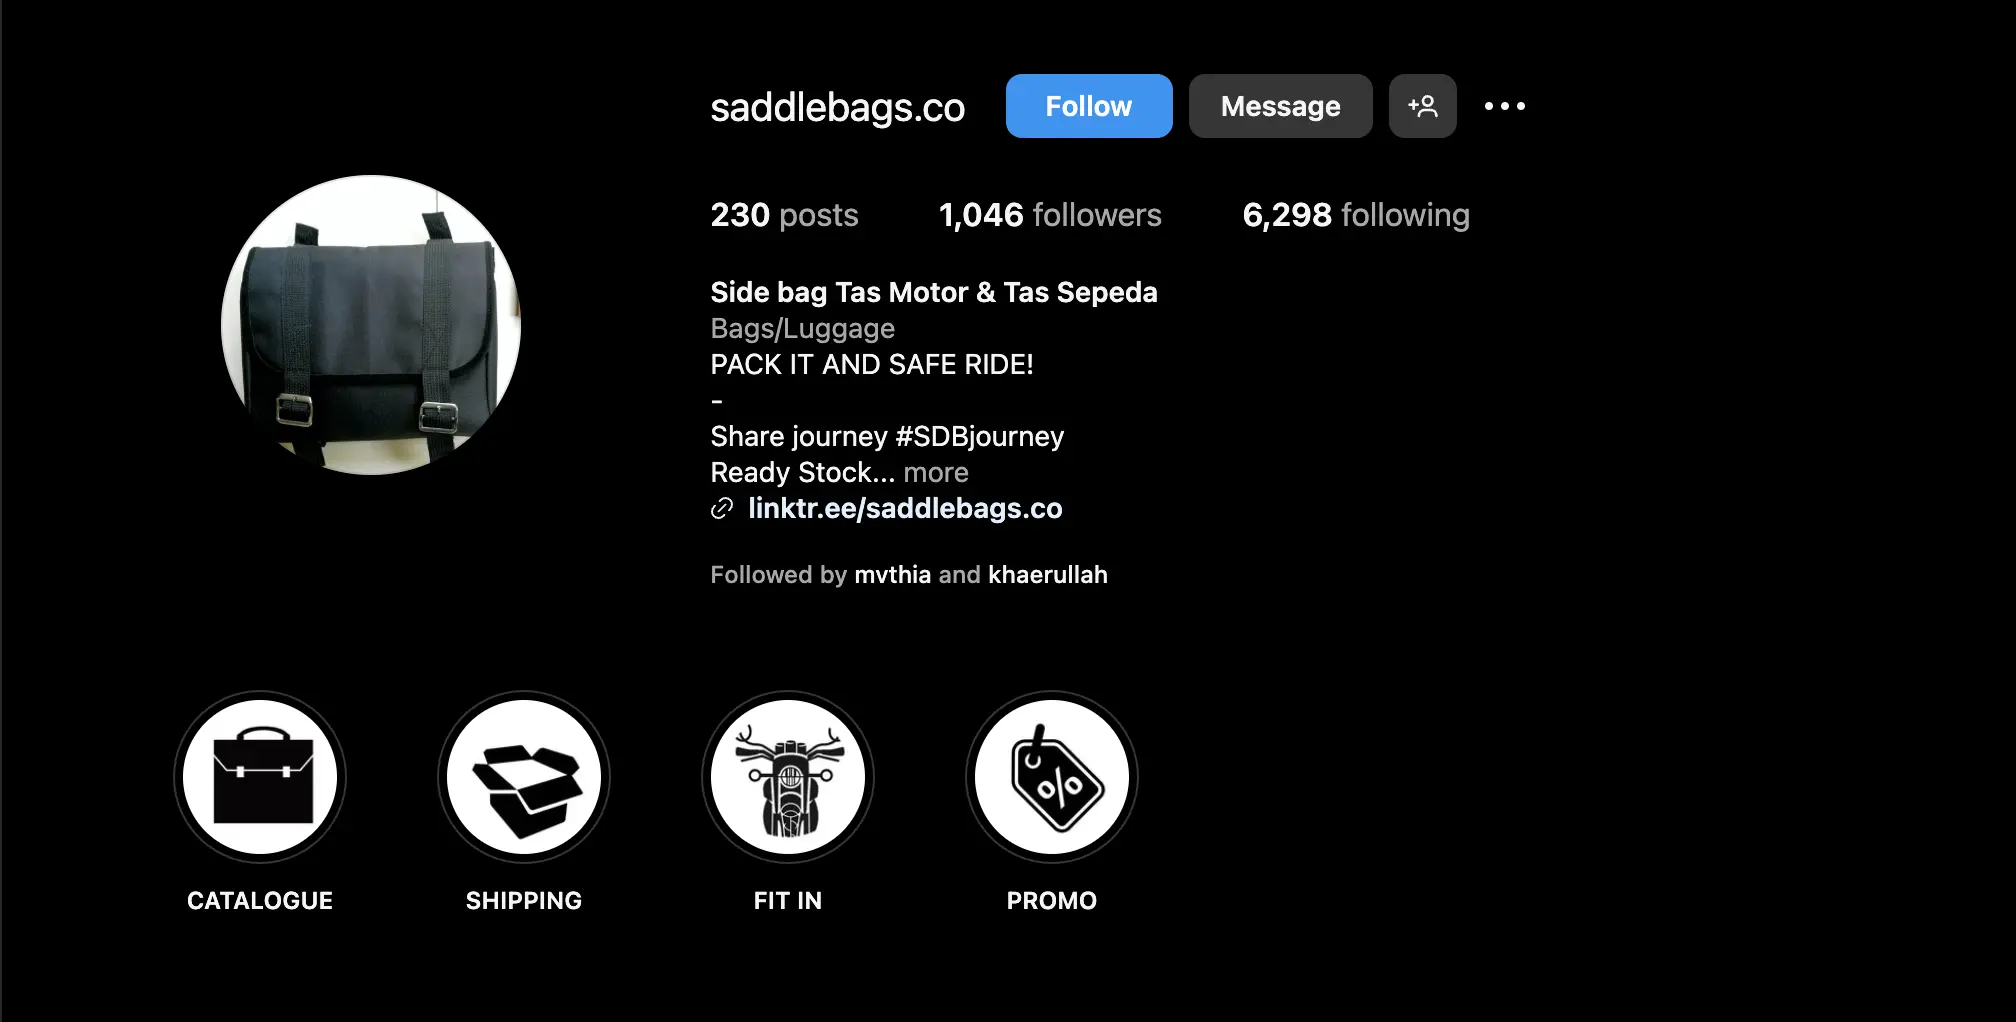 saddlebags.co Follow Message
230 posts 1,046 followers 6,298 following
Side bag Tas Motor & Tas Sepeda
Bags/Luggage
PACK IT AND SAFE RIDE!
-
Share journey #SDBjourney
Ready Stock... more
linktr.ee/saddlebags.co
Followed by mvthia and khaerullah
CATALOGUE SHIPPING FIT IN PROMO